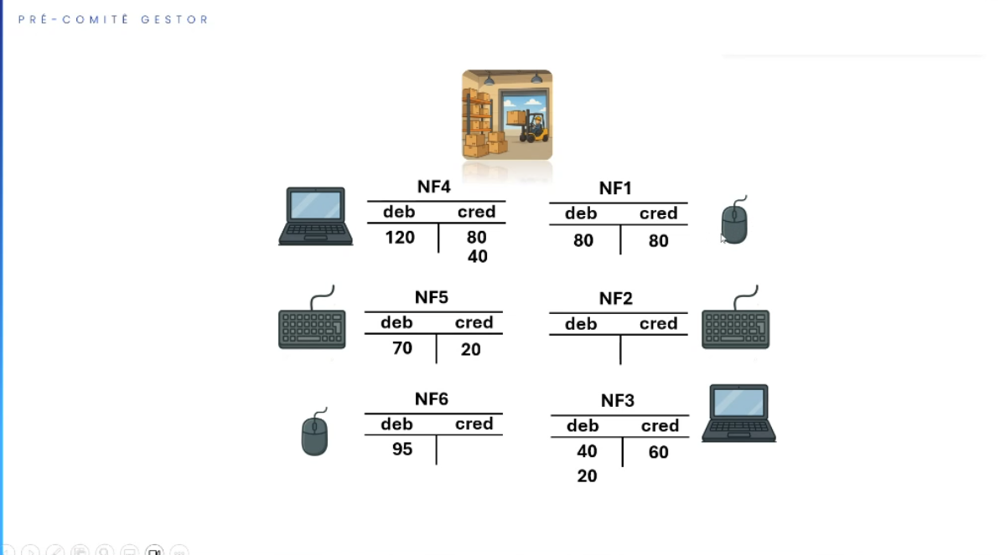 PRÉ-COMITÊ GESTOR
NF4
deb cred
120 80
40
NF1
deb cred
80 80
NF5
deb cred
70 20
NF2
deb cred
NF6
deb cred
95
NF3
deb cred
40 60
20